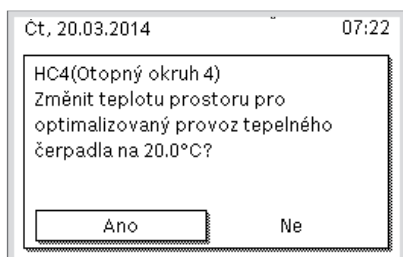 Čt, 20.03.2014 07:22
HC4(Otopný okruh 4)
Změnit teplotu prostoru pro
optimalizovaný provoz tepelného
čerpadla na 20.0°C?
Ano Ne